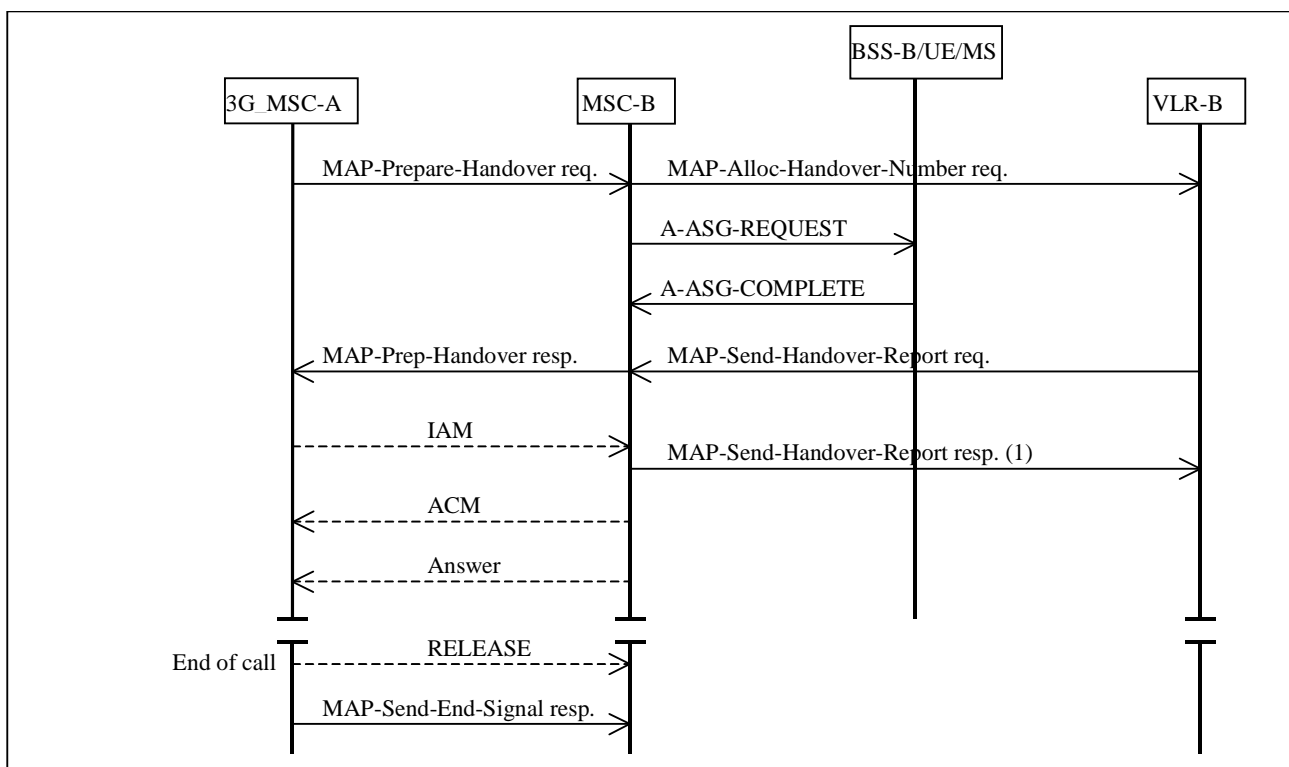 BSS-B/UE/MS
3G_MSC-A
MSC-B
VLR-B
MAP-Prepare-Handover req.
MAP-Alloc-Handover-Number req.
A-ASG-REQUEST
A-ASG-COMPLETE
MAP-Prep-Handover resp.
MAP-Send-Handover-Report req.
IAM
MAP-Send-Handover-Report resp. (1)
ACM
Answer
RELEASE
End of call
MAP-Send-End-Signal resp.